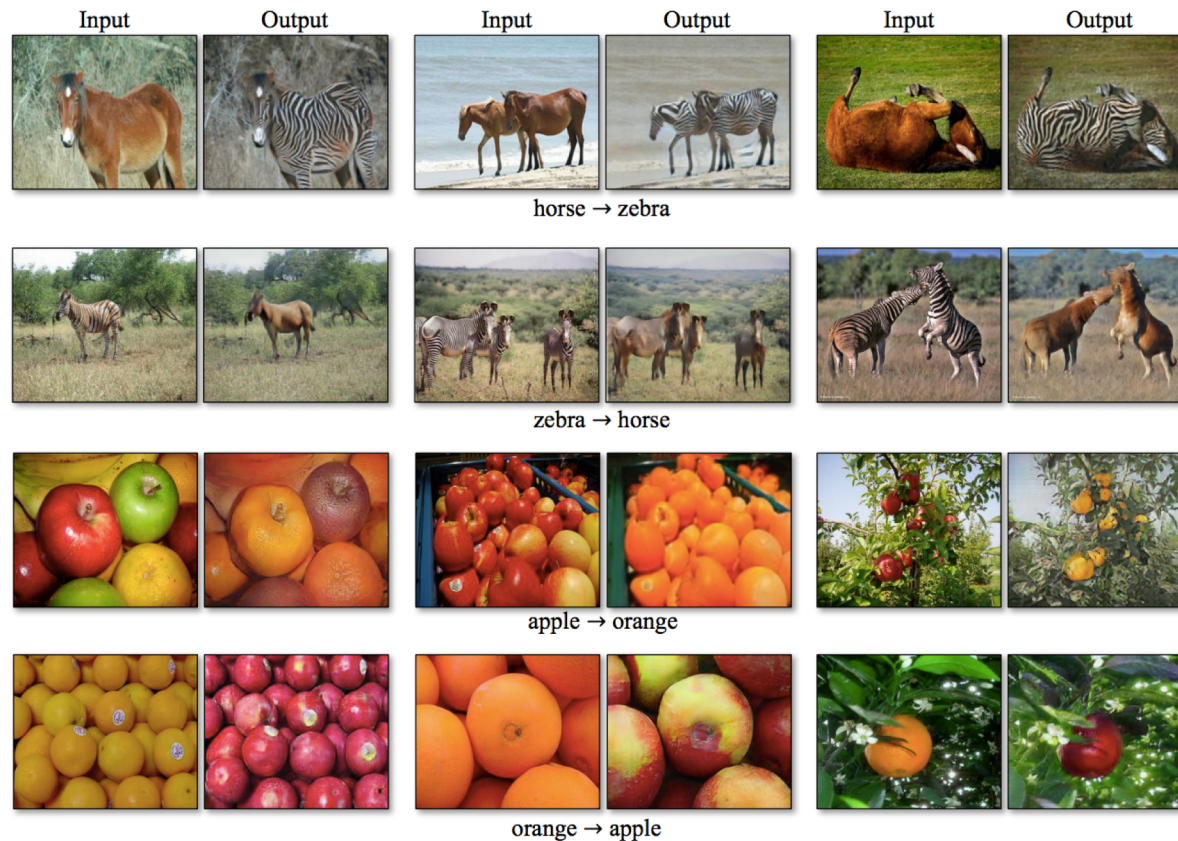 Input Output Input Output Input Output
horse → zebra
zebra → horse
apple → orange
orange → apple